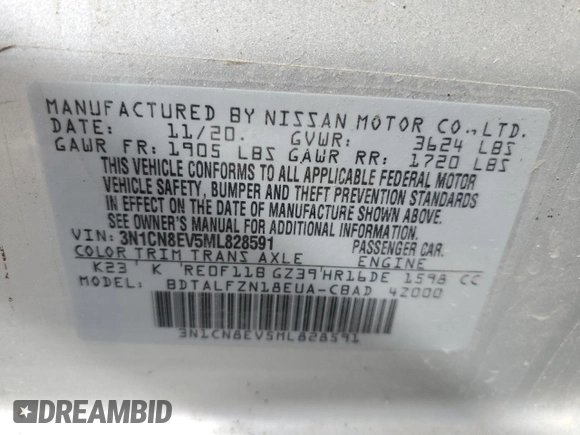 MANUFACTURED BY NISSAN MOTOR CO., LTD.
DATE: 11/20. GVWR: 3624 LBS
GAWR FR: 1905 LBS GAWR RR: 1720 LBS
THIS VEHICLE CONFORMS TO ALL APPLICABLE FEDERAL MOTOR
VEHICLE SAFETY, BUMPER AND THEFT PREVENTION STANDARDS
IN EFFECT ON THE DATE OF MANUFACTURE SHOWN ABOVE.
SEE OWNER'S MANUAL FOR ADDITIONAL INFORMATION.
VIN: 3N1CN8EV5ML828591 PASSENGER CAR.
COLOR TRIM TRANS AXLE ENGINE
K23 K RE0F11B GZ39 HR16DE 1598 CC
MODEL: BDTALFZN18EUA-CBAD 42000
3N1CN8EV5ML828591
DREAMBID